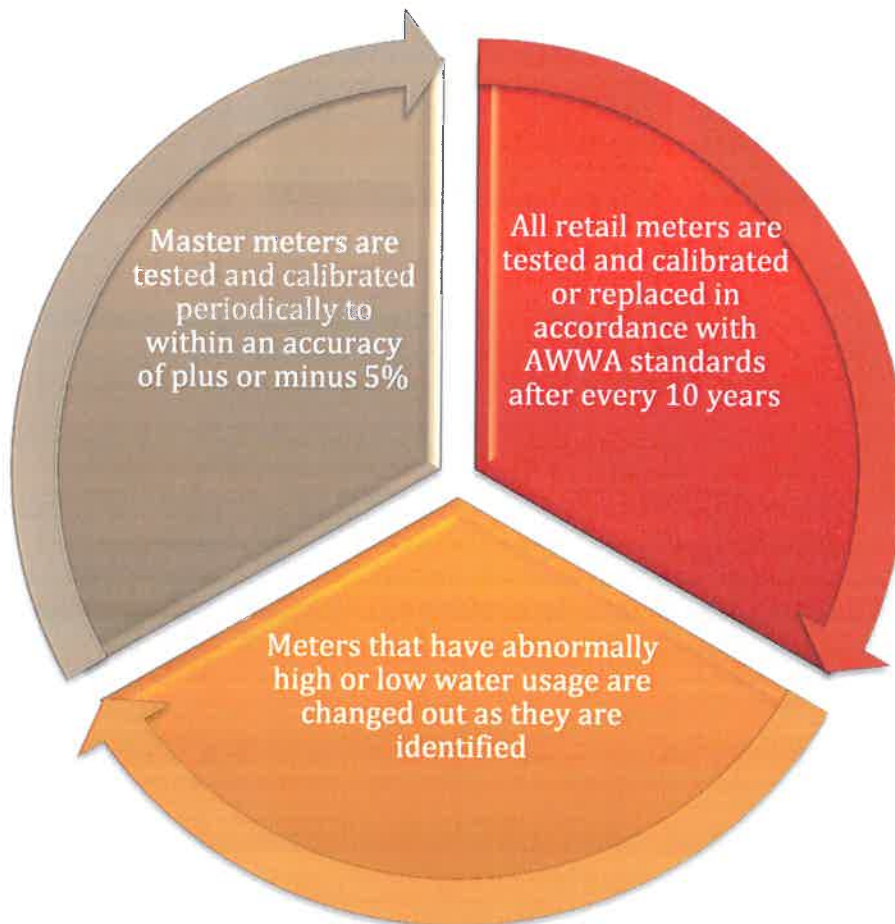 Master meters are
tested and calibrated
periodically to
within an accuracy
of plus or minus 5%
All retail meters are
tested and calibrated
or replaced in
accordance with
AWWA standards
after every 10 years
Meters that have abnormally
high or low water usage are
changed out as they are
identified